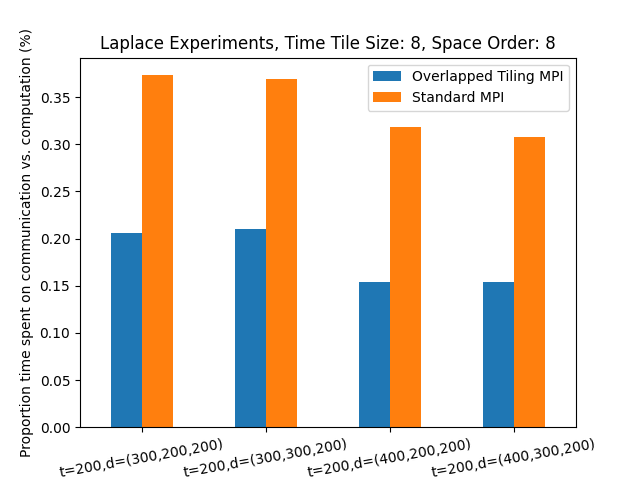 Laplace Experiments, Time Tile Size: 8, Space Order: 8
Proportion time spent on communication vs. computation (%)
Overlapped Tiling MPI
Standard MPI
0.35
0.30
0.25
0.20
0.15
0.10
0.05
0.00
t=200,d=(300,200,200)
t=200,d=(300,300,200)
t=200,d=(400,200,200)
t=200,d=(400,300,200)